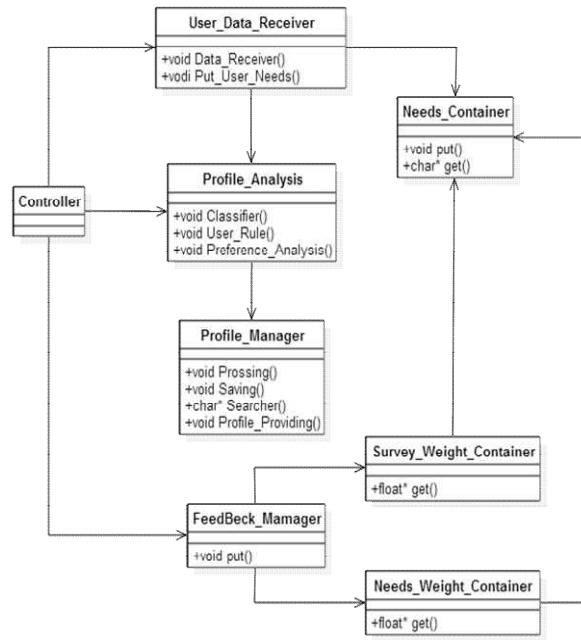 User_Data_Receiver
+void Data_Receiver()
+vodi Put_User_Needs()
Needs_Container
+void put()
+char* get()
Controller
Profile_Analysis
+void Classifier()
+void User_Rule()
+void Preference_Analysis()
Profile_Manager
+void Prossing()
+void Saving()
+char* Searcher()
+void Profile_Providing()
Survey_Weight_Container
+float* get()
FeedBeck_Mamager
+void put()
Needs_Weight_Container
+float* get()